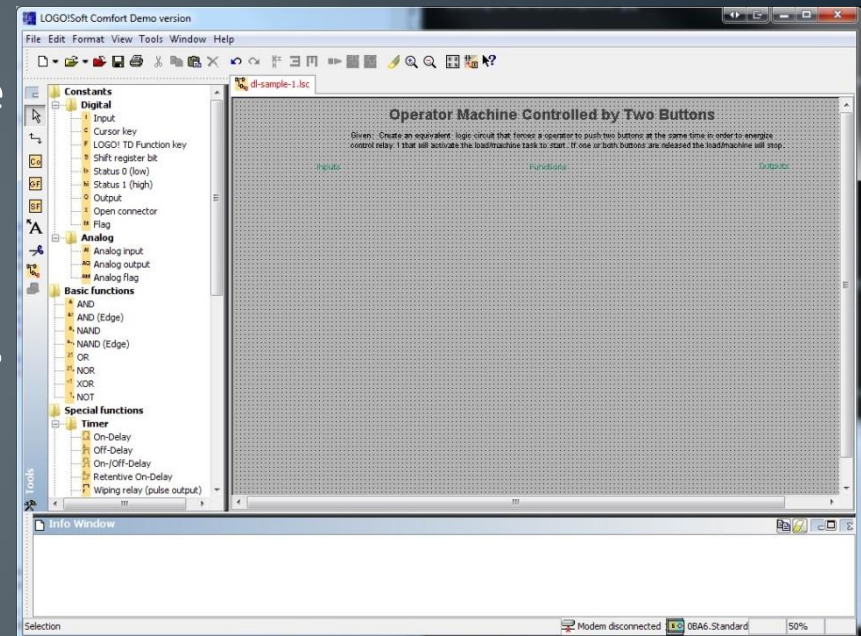 LOGO!Soft Comfort Demo version
File Edit Format View Tools Window Help
dl-sample-1.lsc
Constants
Digital
Input
Cursor key
LOGO! TD Function key
Shift register bit
Status 0 (low)
Status 1 (high)
Output
Open connector
Flag
Analog
Analog input
Analog output
Analog flag
Basic functions
AND
AND (Edge)
NAND
NAND (Edge)
OR
NOR
XOR
NOT
Special functions
Timer
On-Delay
Off-Delay
On-/Off-Delay
Retentive On-Delay
Wiping relay (pulse output)
Tools
Co
GF
SF
Operator Machine Controlled by Two Buttons
Given: Create an equivalent logic circuit that forces a operator to push two buttons at the same time in order to energize
control relay 1 that will activate the load/machine task to start. If one or both buttons are released the load/machine will stop.
Inputs Functions Outputs
Info Window
Selection
Modem disconnected 0BA6.Standard 50%